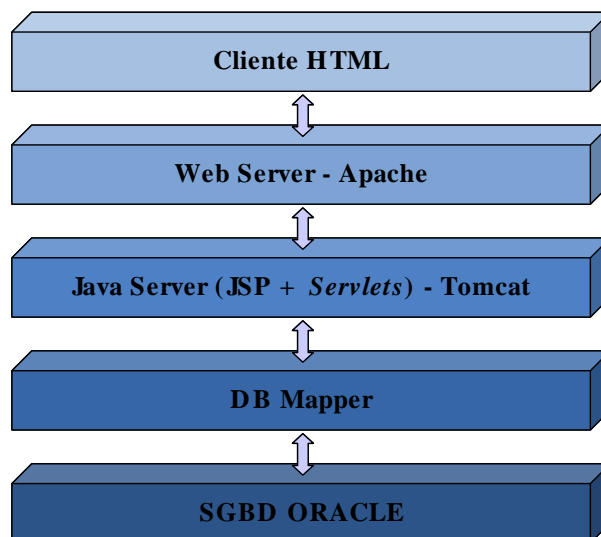 Cliente HTML
Web Server - Apache
Java Server (JSP + Servlets) - Tomcat
DB Mapper
SGBD ORACLE